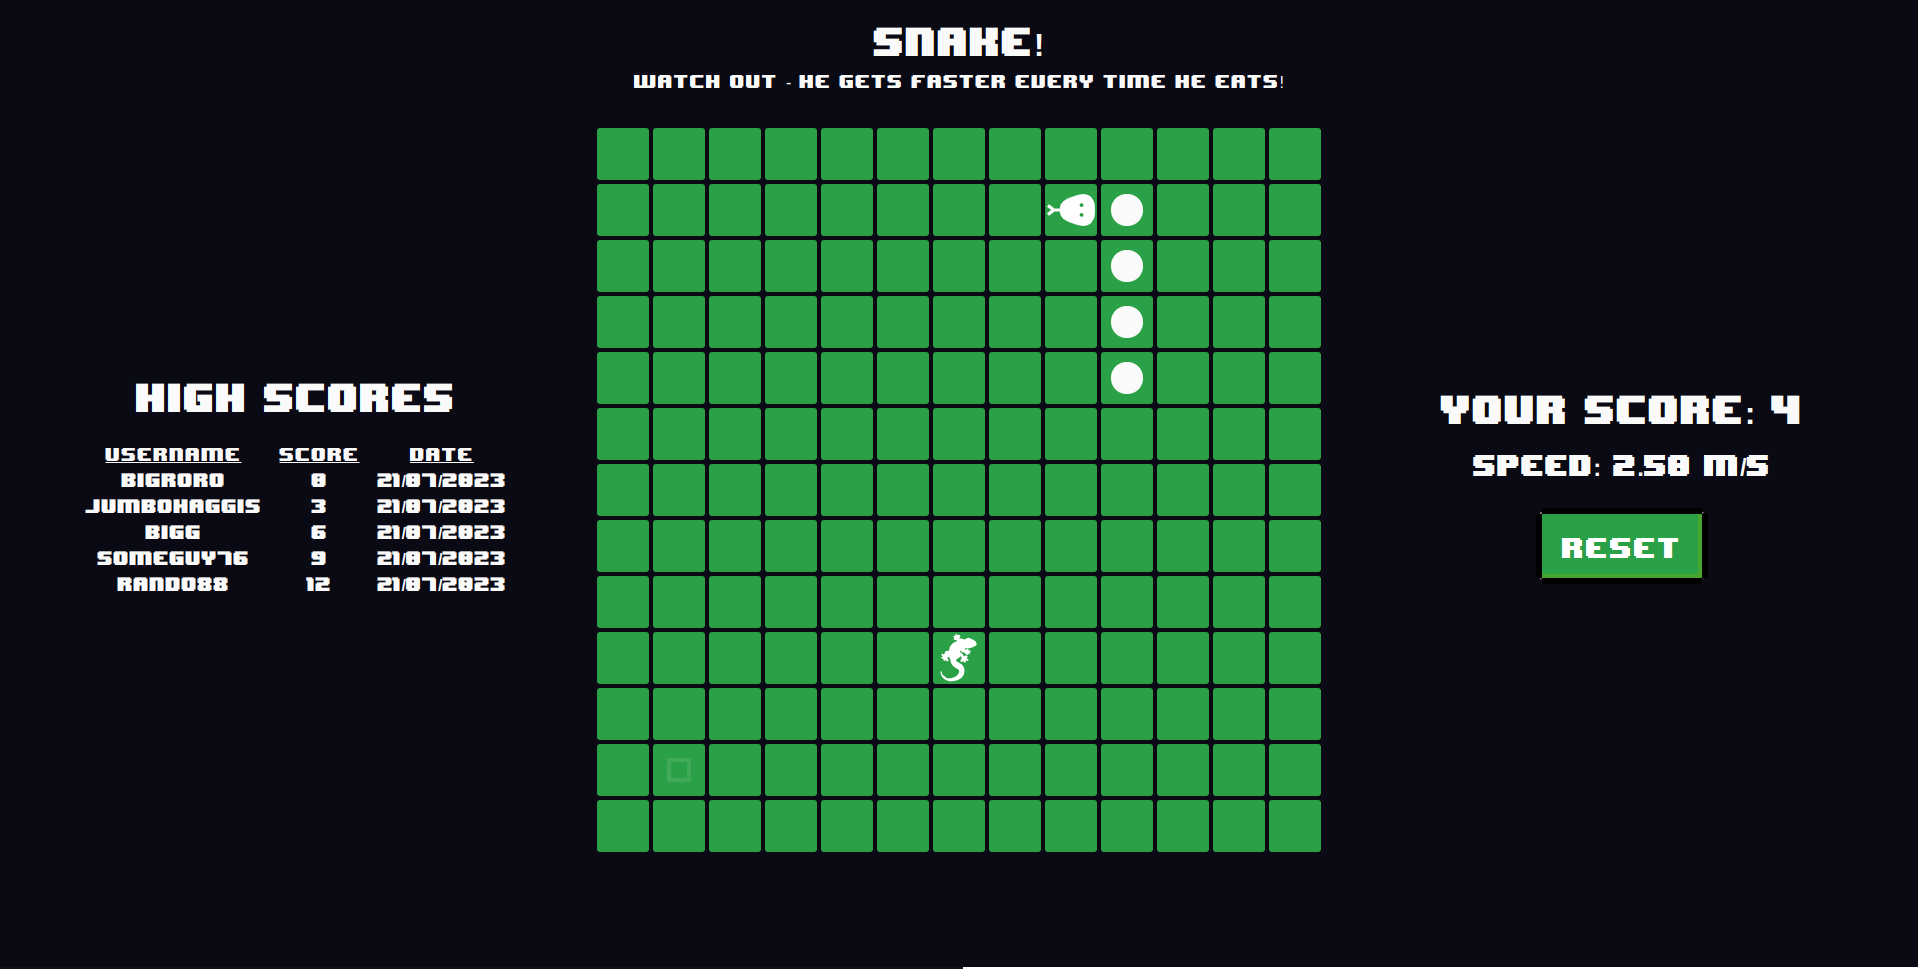 SNAKE!
WATCH OUT - HE GETS FASTER EVERY TIME HE EATS!
HIGH SCORES
USERNAME SCORE DATE
BIGRORO 0 21/07/2023
JUMBOHAGGIS 3 21/07/2023
BIGG 6 21/07/2023
SOMEGUY76 9 21/07/2023
RANDO88 12 21/07/2023
YOUR SCORE: 4
SPEED: 2.50 M/S
RESET